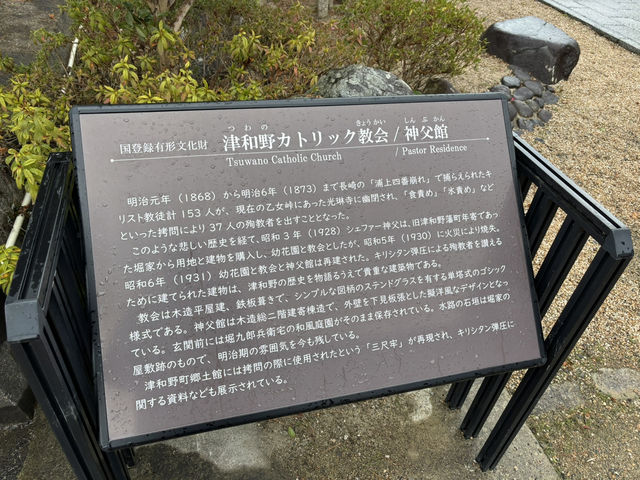 国登録有形文化財 津和野カトリック教会 / 神父館
つわの きょうかい しんぷかん
Tsuwano Catholic Church / Pastor Residence
明治元年（1868）から明治6年（1873）まで長崎の「浦上四番崩れ」で捕らえられたキ
リスト教徒計153人が、現在の乙女峠にあった光琳寺に幽閉され、「食責め」「氷責め」など
といった拷問により37人の殉教者を出すこととなった。
このような悲しい歴史を経て、昭和3年（1928）シェファー神父は、旧津和野藩町年寄あっ
た堀家から用地と建物を購入し、幼花園と教会としたが、昭和5年（1930）に火災により焼失。
昭和6年（1931）幼花園と教会と神父館は再建された。キリシタン弾圧による殉教者を讃える
ために建てられた建物は、津和野の歴史を物語るうえで貴重な建築物である。
教会は木造平屋建、鉄板葺きで、シンプルな図柄のステンドグラスを有する単塔式のゴシック
様式である。神父館は木造総二階建寄棟造で、外壁を下見板張とした擬洋風デザインとなっ
ている。玄関前には堀九郎兵衛宅の和風庭園がそのまま保存されている。水路の石垣は堀家の
屋敷跡のもので、明治期の雰囲気を今も残している。
津和野町郷土館には拷問の際に使用されたという「三尺牢」が再現され、キリシタン弾圧に
関する資料なども展示されている。